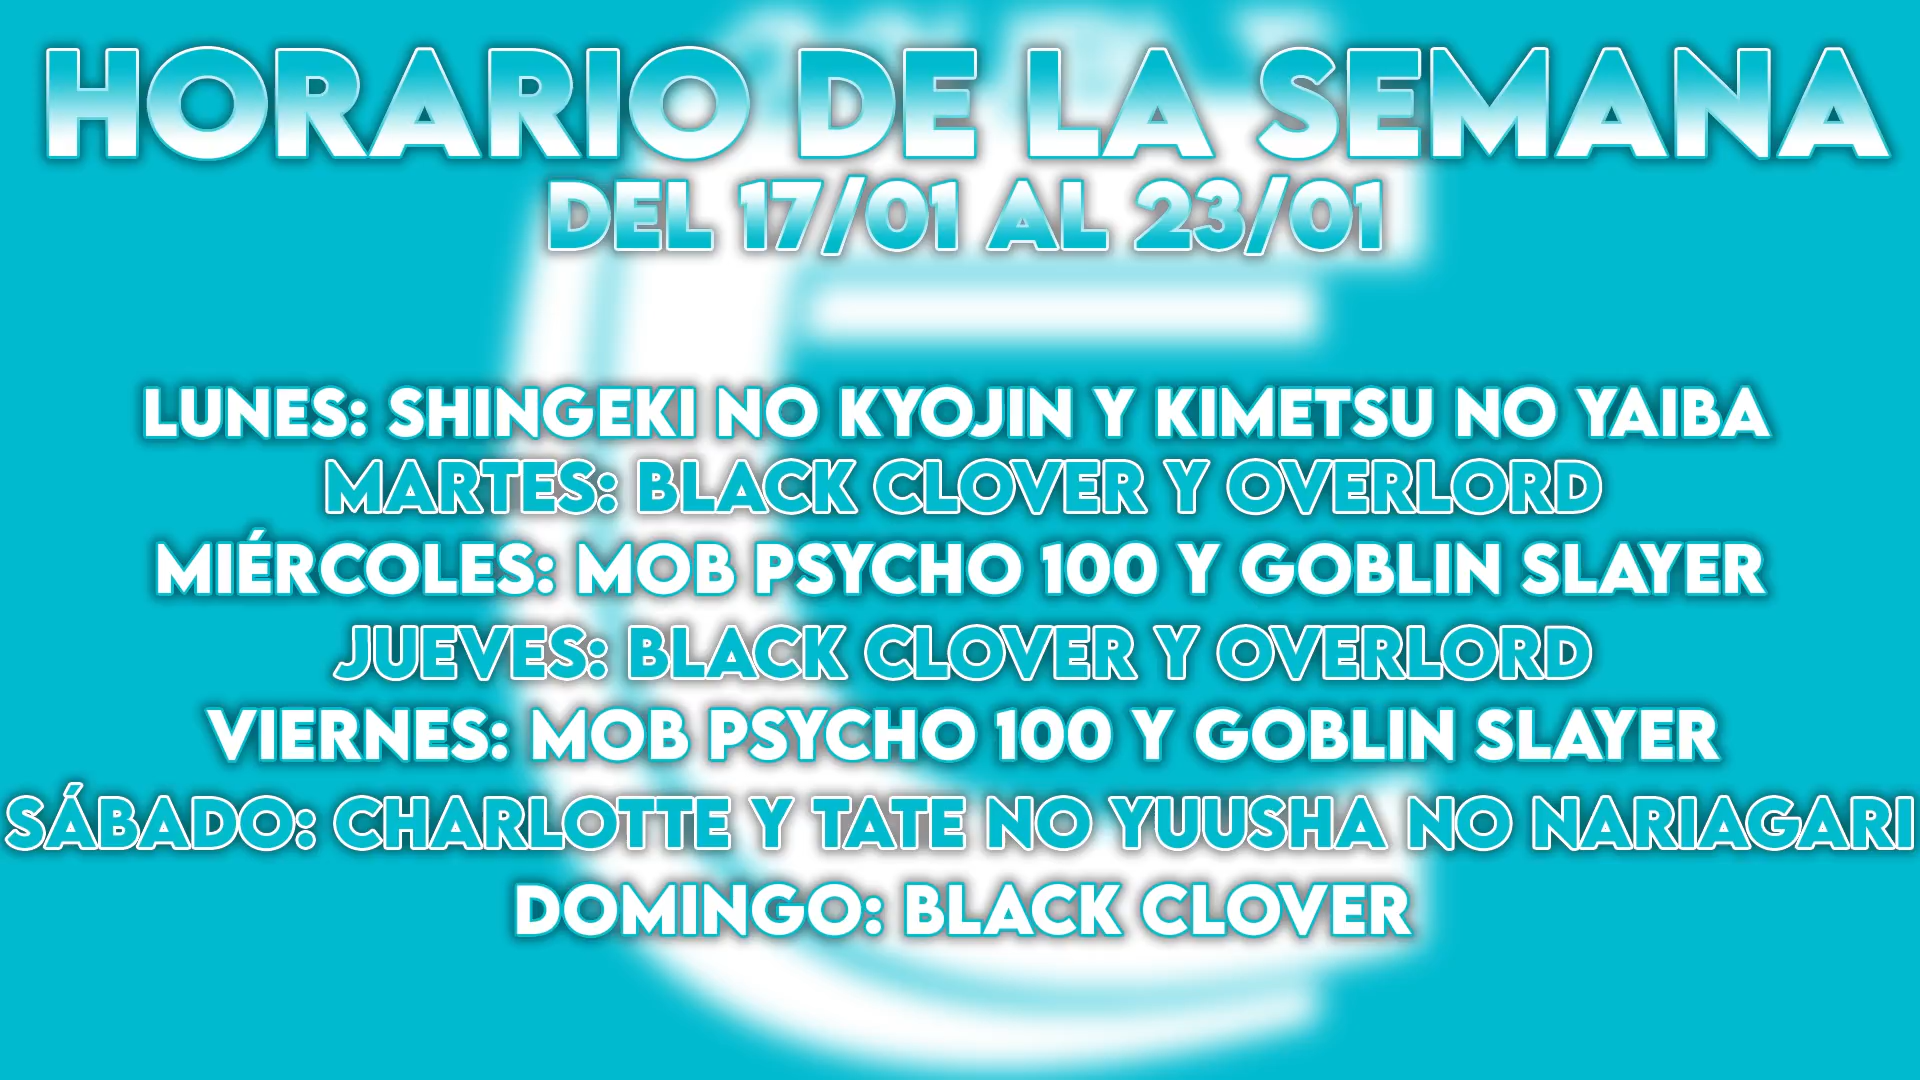 HORARIO DE LA SEMANA
DEL 17/01 AL 23/01
LUNES: SHINGEKI NO KYOJIN Y KIMETSU NO YAIBA
MARTES: BLACK CLOVER Y OVERLORD
MIÉRCOLES: MOB PSYCHO 100 Y GOBLIN SLAYER
JUEVES: BLACK CLOVER Y OVERLORD
VIERNES: MOB PSYCHO 100 Y GOBLIN SLAYER
SÁBADO: CHARLOTTE Y TATE NO YUUSHA NO NARIAGARI
DOMINGO: BLACK CLOVER